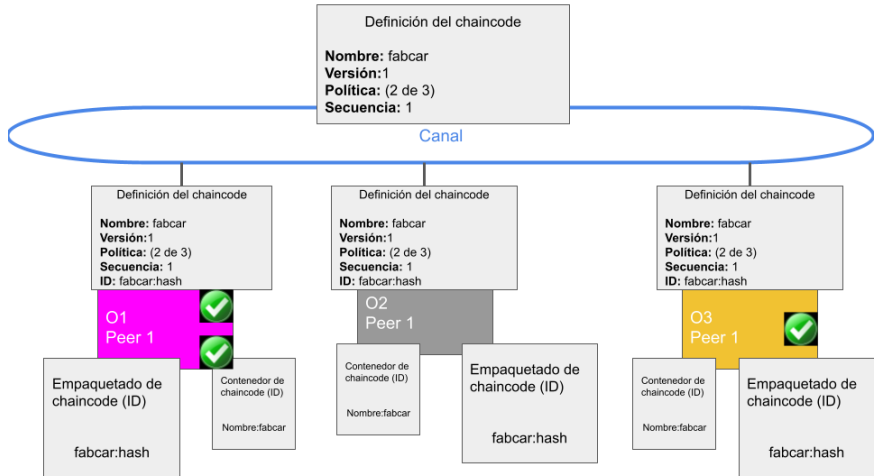 Definición del chaincode
Nombre: fabcar
Versión:1
Política: (2 de 3)
Secuencia: 1
Canal
Definición del chaincode
Nombre: fabcar
Versión:1
Política: (2 de 3)
Secuencia: 1
ID: fabcar:hash
O1
Peer 1
Empaquetado de
chaincode (ID)
fabcar:hash
Contenedor de
chaincode (ID)
Nombre:fabcar
Definición del chaincode
Nombre: fabcar
Versión:1
Política: (2 de 3)
Secuencia: 1
ID: fabcar:hash
O2
Peer 1
Contenedor de
chaincode (ID)
Nombre:fabcar
Empaquetado de
chaincode (ID)
fabcar:hash
Definición del chaincode
Nombre: fabcar
Versión:1
Política: (2 de 3)
Secuencia: 1
ID: fabcar:hash
O3
Peer 1
Contenedor de
chaincode (ID)
Nombre:fabcar
Empaquetado de
chaincode (ID)
fabcar:hash